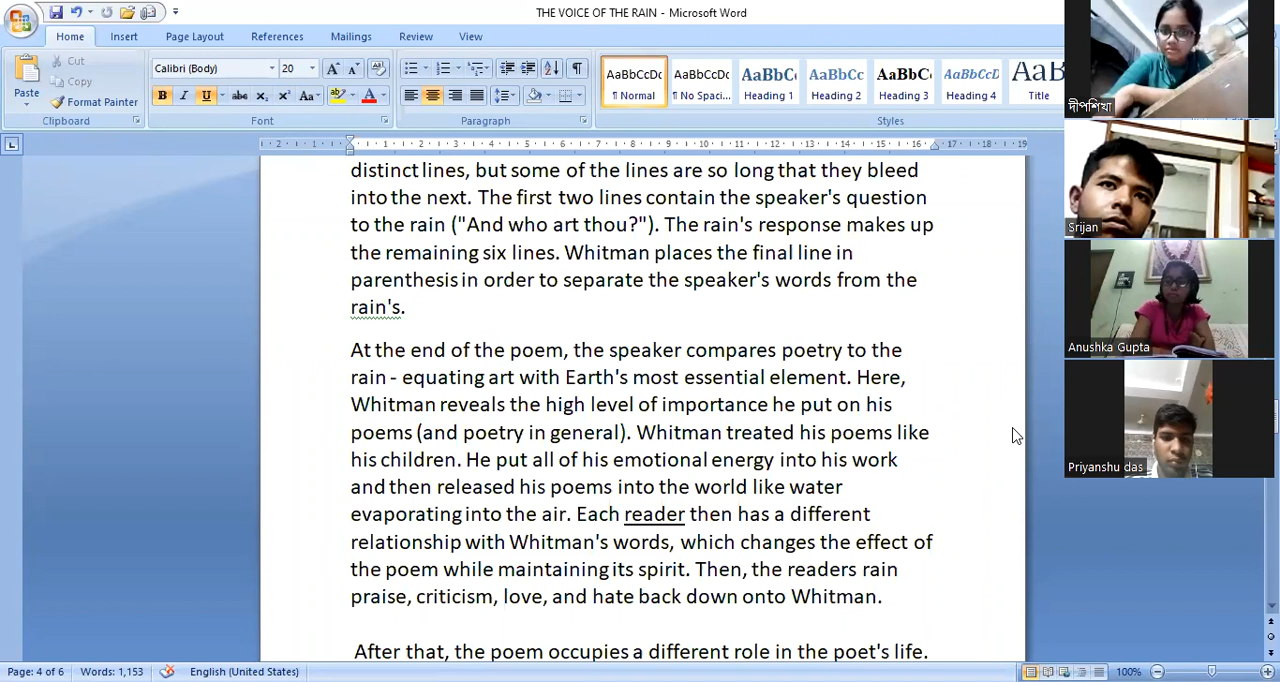 THE VOICE OF THE RAIN - Microsoft Word
Home Insert Page Layout References Mailings Review View
Cut
Copy
Paste
Format Painter
Clipboard
Calibri (Body) 20
Font
Paragraph
AaBbCcDc AaBbCcDc AaBbC AaBbCc AaBbCc AaBbCcD AaB
¶ Normal ¶ No Spaci... Heading 1 Heading 2 Heading 3 Heading 4 Title
Styles
distinct lines, but some of the lines are so long that they bleed
into the next. The first two lines contain the speaker's question
to the rain ("And who art thou?"). The rain's response makes up
the remaining six lines. Whitman places the final line in
parenthesis in order to separate the speaker's words from the
rain's.
At the end of the poem, the speaker compares poetry to the
rain - equating art with Earth's most essential element. Here,
Whitman reveals the high level of importance he put on his
poems (and poetry in general). Whitman treated his poems like
his children. He put all of his emotional energy into his work
and then released his poems into the world like water
evaporating into the air. Each reader then has a different
relationship with Whitman's words, which changes the effect of
the poem while maintaining its spirit. Then, the readers rain
praise, criticism, love, and hate back down onto Whitman.
After that, the poem occupies a different role in the poet's life.
Page: 4 of 6 Words: 1,153 English (United States) 100%
দীপশিখা
Srijan
Anushka Gupta
Priyanshu das